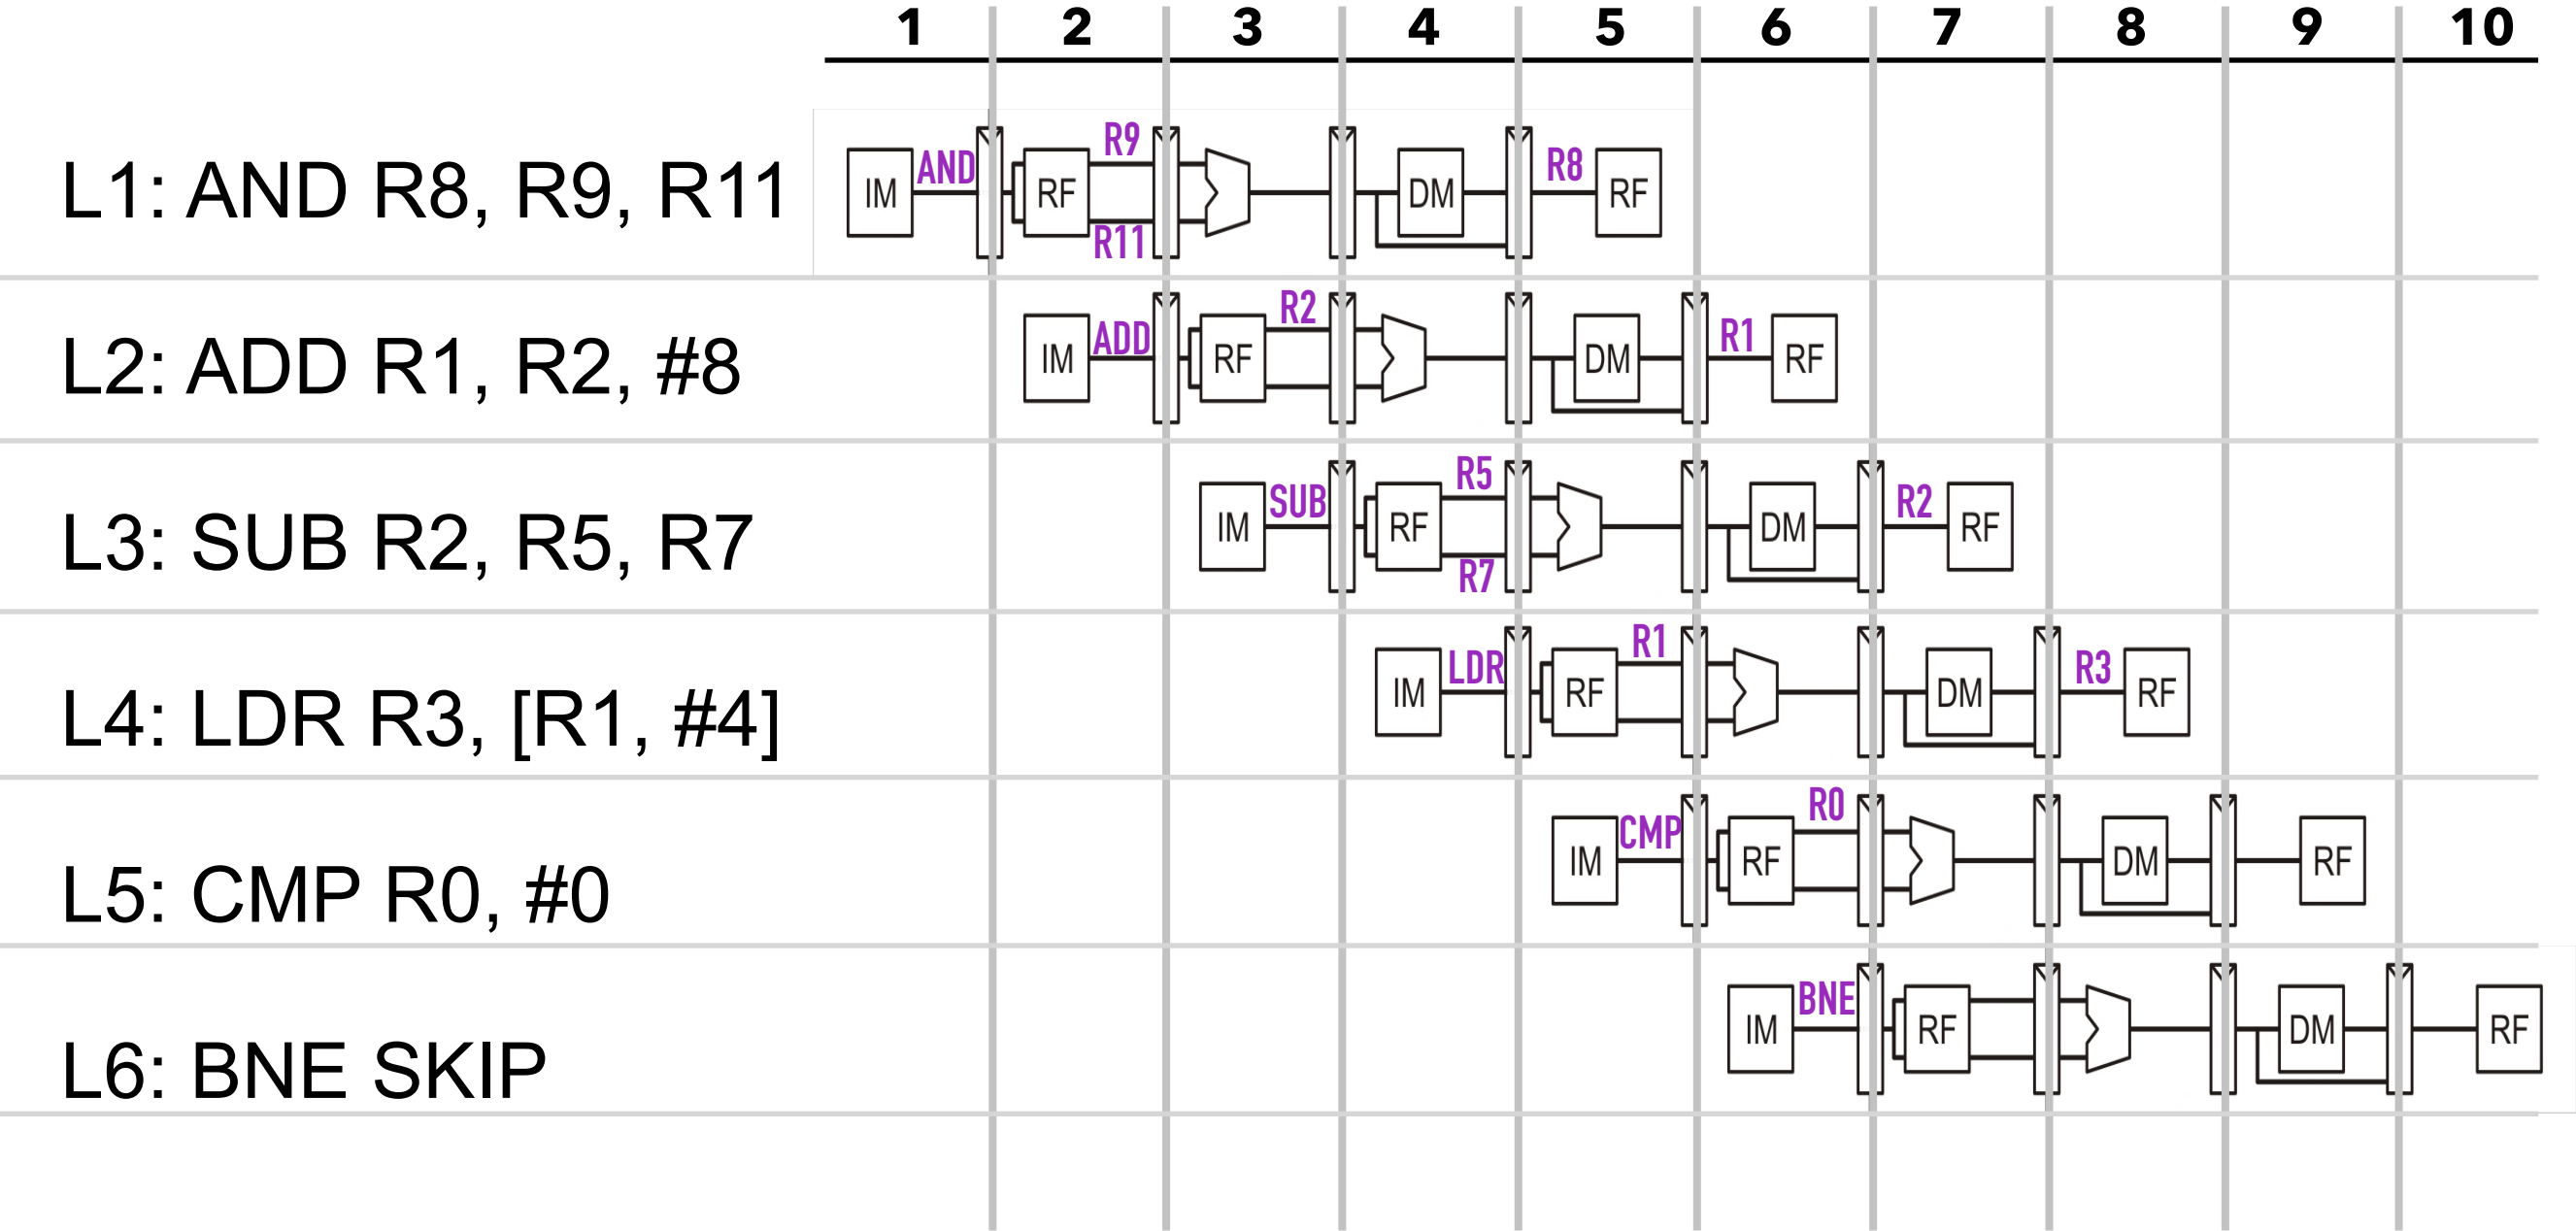 1 2 3 4 5 6 7 8 9 10
L1: AND R8, R9, R11 IM AND RF R9 R11 DM R8 RF
L2: ADD R1, R2, #8 IM ADD RF R2 DM R1 RF
L3: SUB R2, R5, R7 IM SUB RF R5 R7 DM R2 RF
L4: LDR R3, [R1, #4] IM LDR RF R1 DM R3 RF
L5: CMP R0, #0 IM CMP RF R0 DM RF
L6: BNE SKIP IM BNE RF DM RF